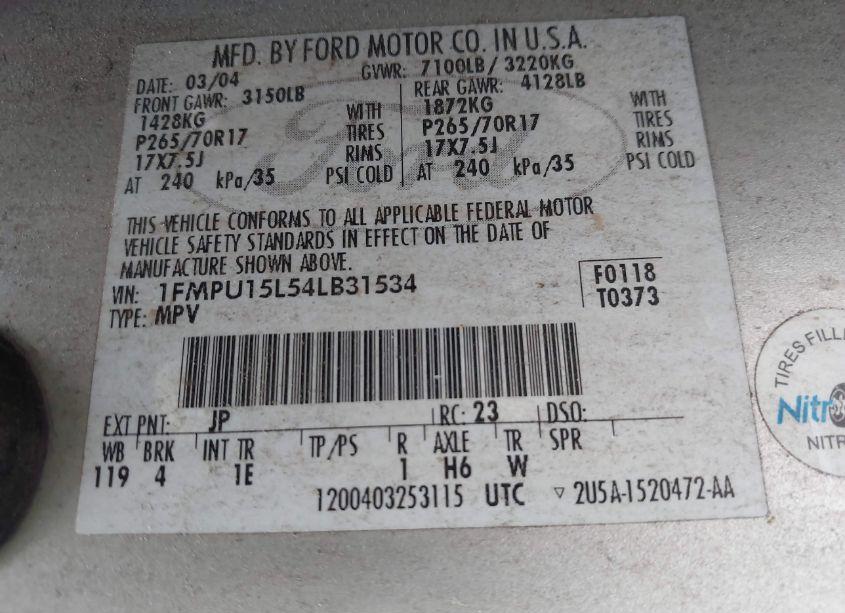 MFD. BY FORD MOTOR CO. IN U.S.A.
DATE: 03/04 GVWR: 7100LB/ 3220KG
FRONT GAWR: 3150LB REAR GAWR: 4128LB
1428KG WITH 1872KG WITH
P265/70R17 TIRES P265/70R17 TIRES
17X7.5J RIMS 17X7.5J RIMS
AT 240 kPa/35 PSI COLD AT 240 kPa/35 PSI COLD
THIS VEHICLE CONFORMS TO ALL APPLICABLE FEDERAL MOTOR
VEHICLE SAFETY STANDARDS IN EFFECT ON THE DATE OF
MANUFACTURE SHOWN ABOVE.
VIN: 1FMPU15L54LB31534 F0118
TYPE: MPV T0373
EXT PNT: JP RC: 23 DSO:
WB BRK INT TR TP/PS R AXLE TR SPR
119 4 1E 1 H6 W
1200403253115 UTC ▽ 2U5A-1520472-AA
Ford
TIRES FILLE
Nitr
NITR